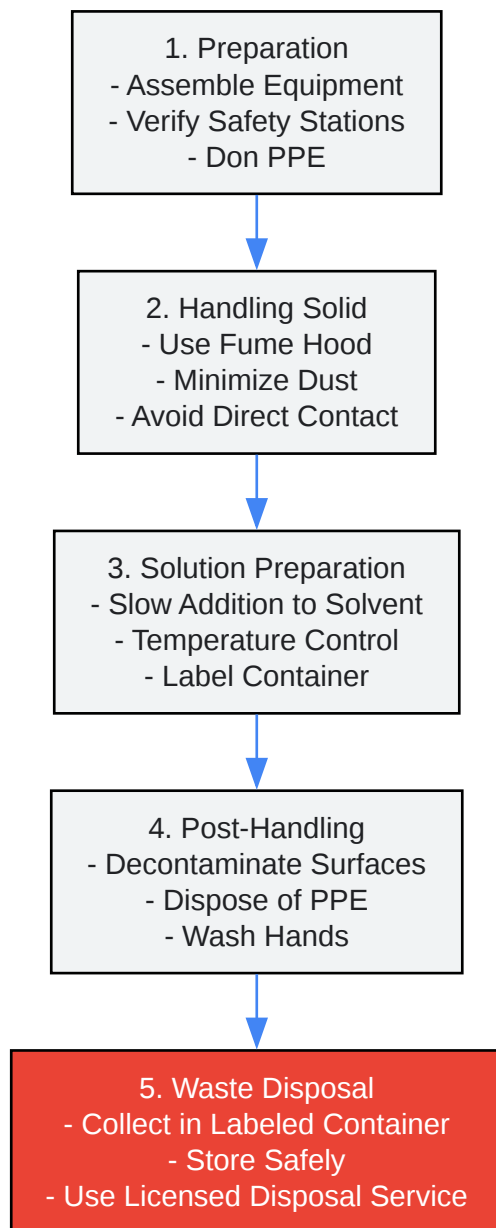 1. Preparation
- Assemble Equipment
- Verify Safety Stations
- Don PPE
2. Handling Solid
- Use Fume Hood
- Minimize Dust
- Avoid Direct Contact
3. Solution Preparation
- Slow Addition to Solvent
- Temperature Control
- Label Container
4. Post-Handling
- Decontaminate Surfaces
- Dispose of PPE
- Wash Hands
5. Waste Disposal
- Collect in Labeled Container
- Store Safely
- Use Licensed Disposal Service